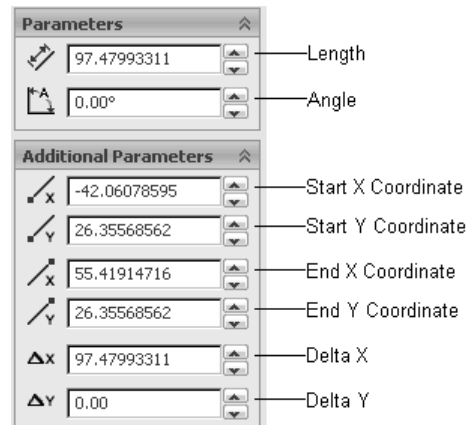 Parameters
97.47993311 Length
A 0.00° Angle
Additional Parameters
X -42.06078595 Start X Coordinate
Y 26.35568562 Start Y Coordinate
X 55.41914716 End X Coordinate
Y 26.35568562 End Y Coordinate
ΔX 97.47993311 Delta X
ΔY 0.00 Delta Y